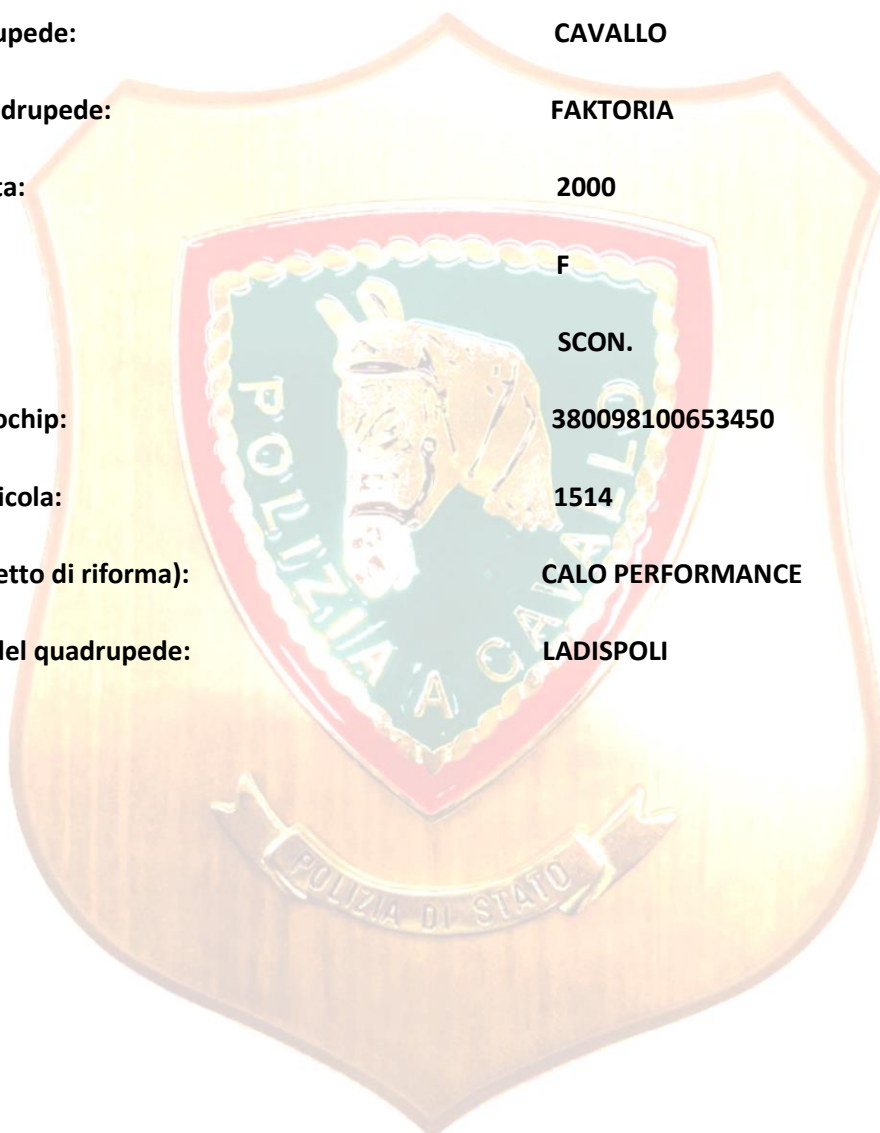 upede: CAVALLO
drupede: FAKTORIA
ta: 2000
F
SCON.
ochip: 380098100653450
icola: 1514
etto di riforma): CALO PERFORMANCE
del quadrupede: LADISPOLI
POLIZIA A CAVALLO
POLIZIA DI STATO